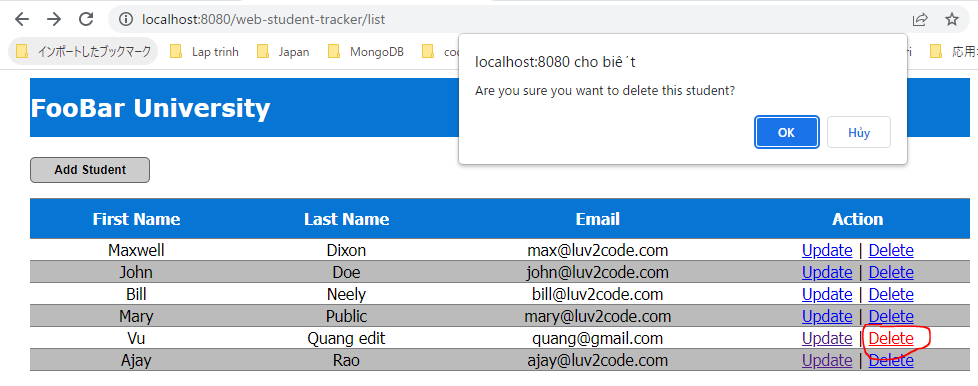 localhost:8080/web-student-tracker/list
インポートしたブックマーク Lap trinh Japan MongoDB
localhost:8080 cho biê´t
Are you sure you want to delete this student?
OK Hủy
FooBar University
Add Student
First Name Last Name Email Action
Maxwell Dixon max@luv2code.com Update | Delete
John Doe john@luv2code.com Update | Delete
Bill Neely bill@luv2code.com Update | Delete
Mary Public mary@luv2code.com Update | Delete
Vu Quang edit quang@gmail.com Update | Delete
Ajay Rao ajay@luv2code.com Update | Delete